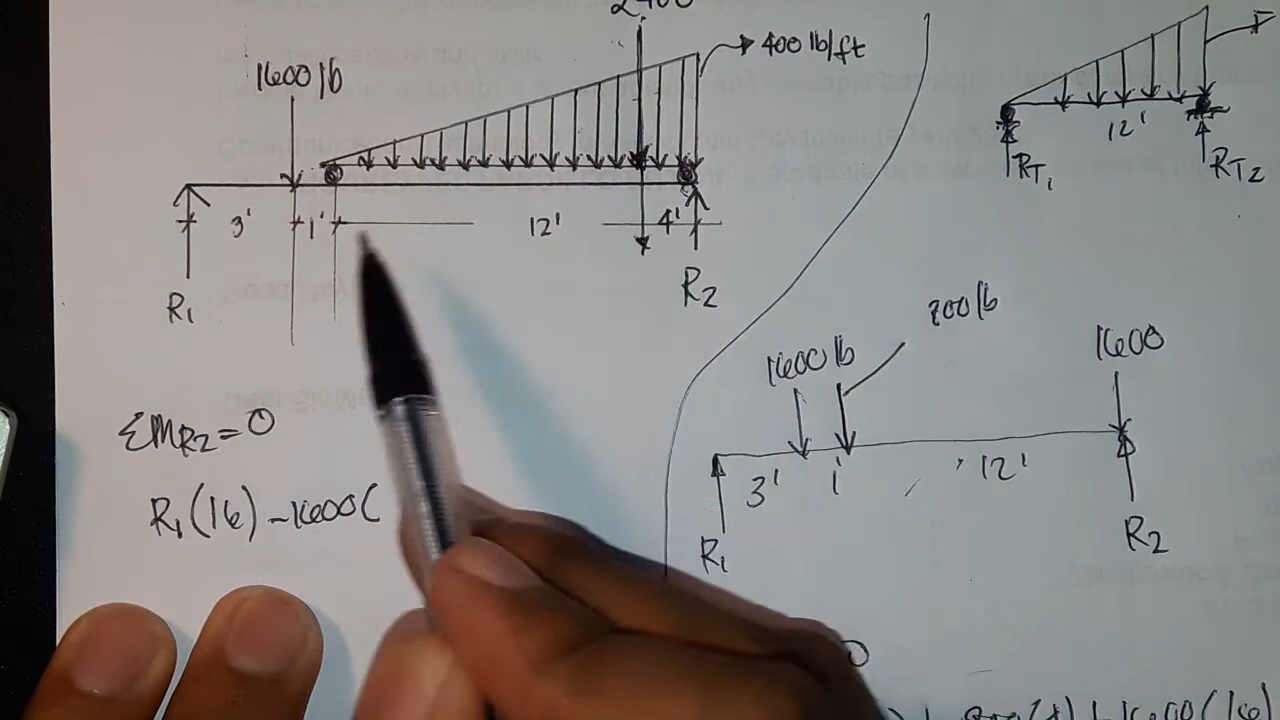 2400
400 lb/ft
1600 lb
3'
1'
12'
4'
R1
R2
F
12'
RT1
RT2
ΣMR2=0
R1(16)-1600(
1600 lb
800 lb
1600
3'
1'
12'
R1
R2